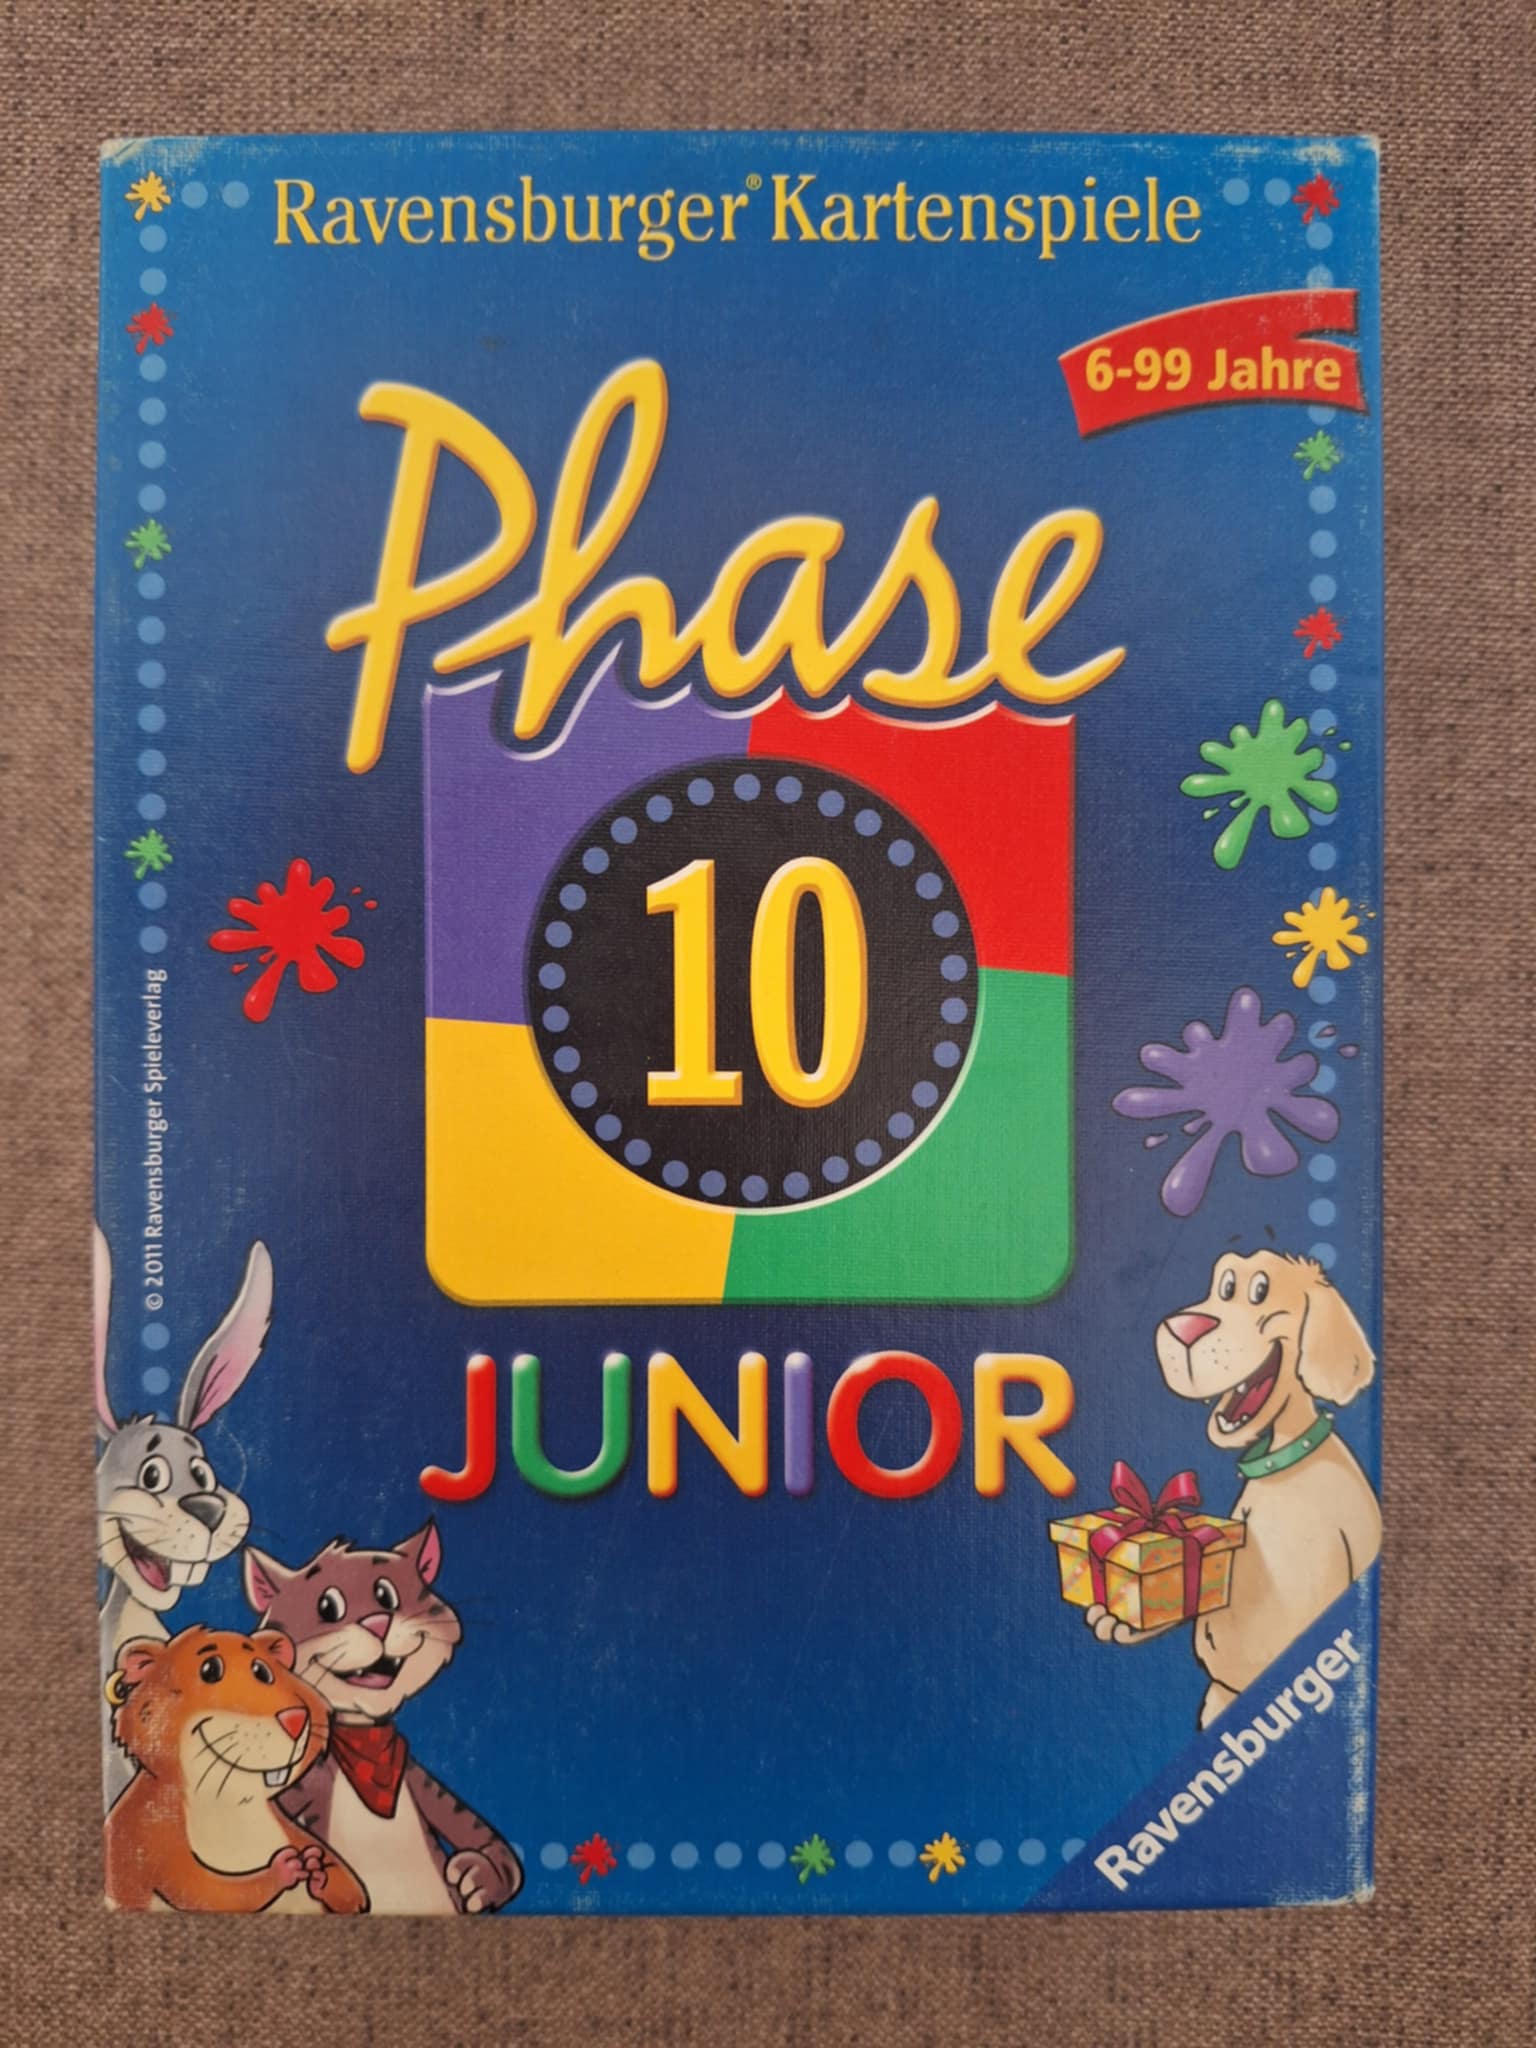 Ravensburger® Kartenspiele
6-99 Jahre
Phase
10
JUNIOR
© 2011 Ravensburger Spieleverlag
Ravensburger